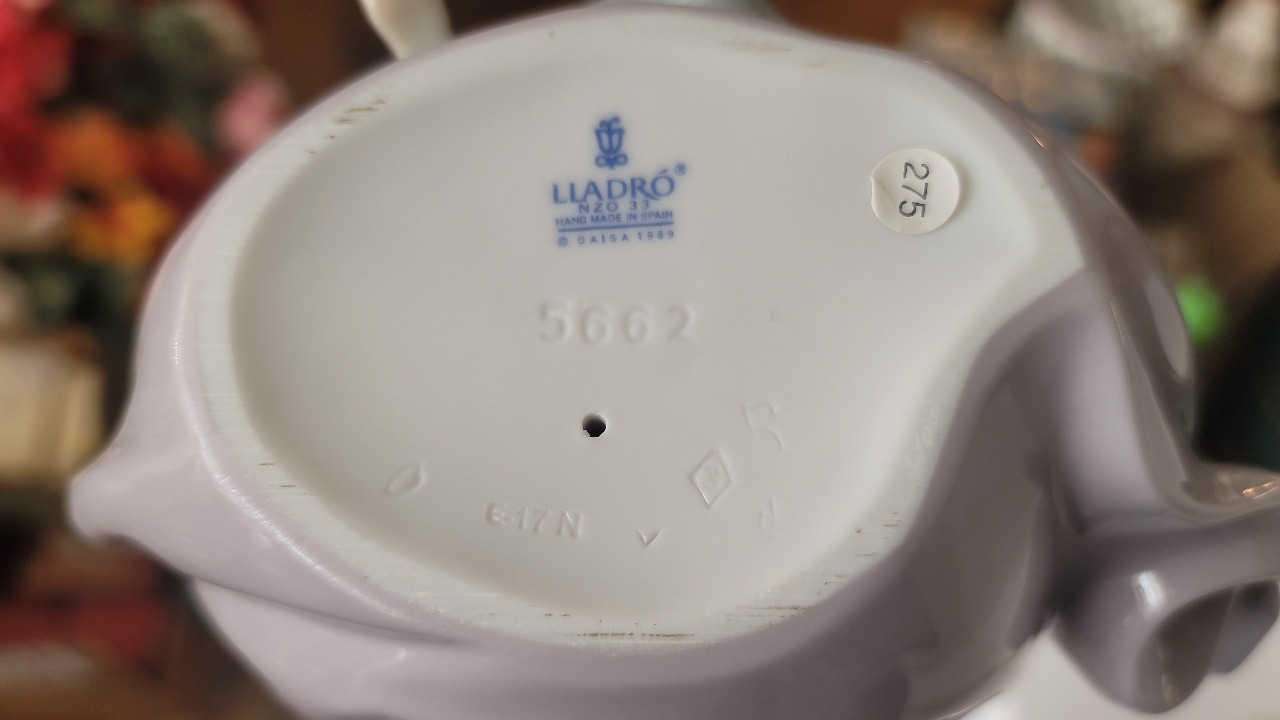 LLADRÓ®
NZO 33
HAND MADE IN SPAIN
© DAISA 1989
275
5662
E-17 N
N